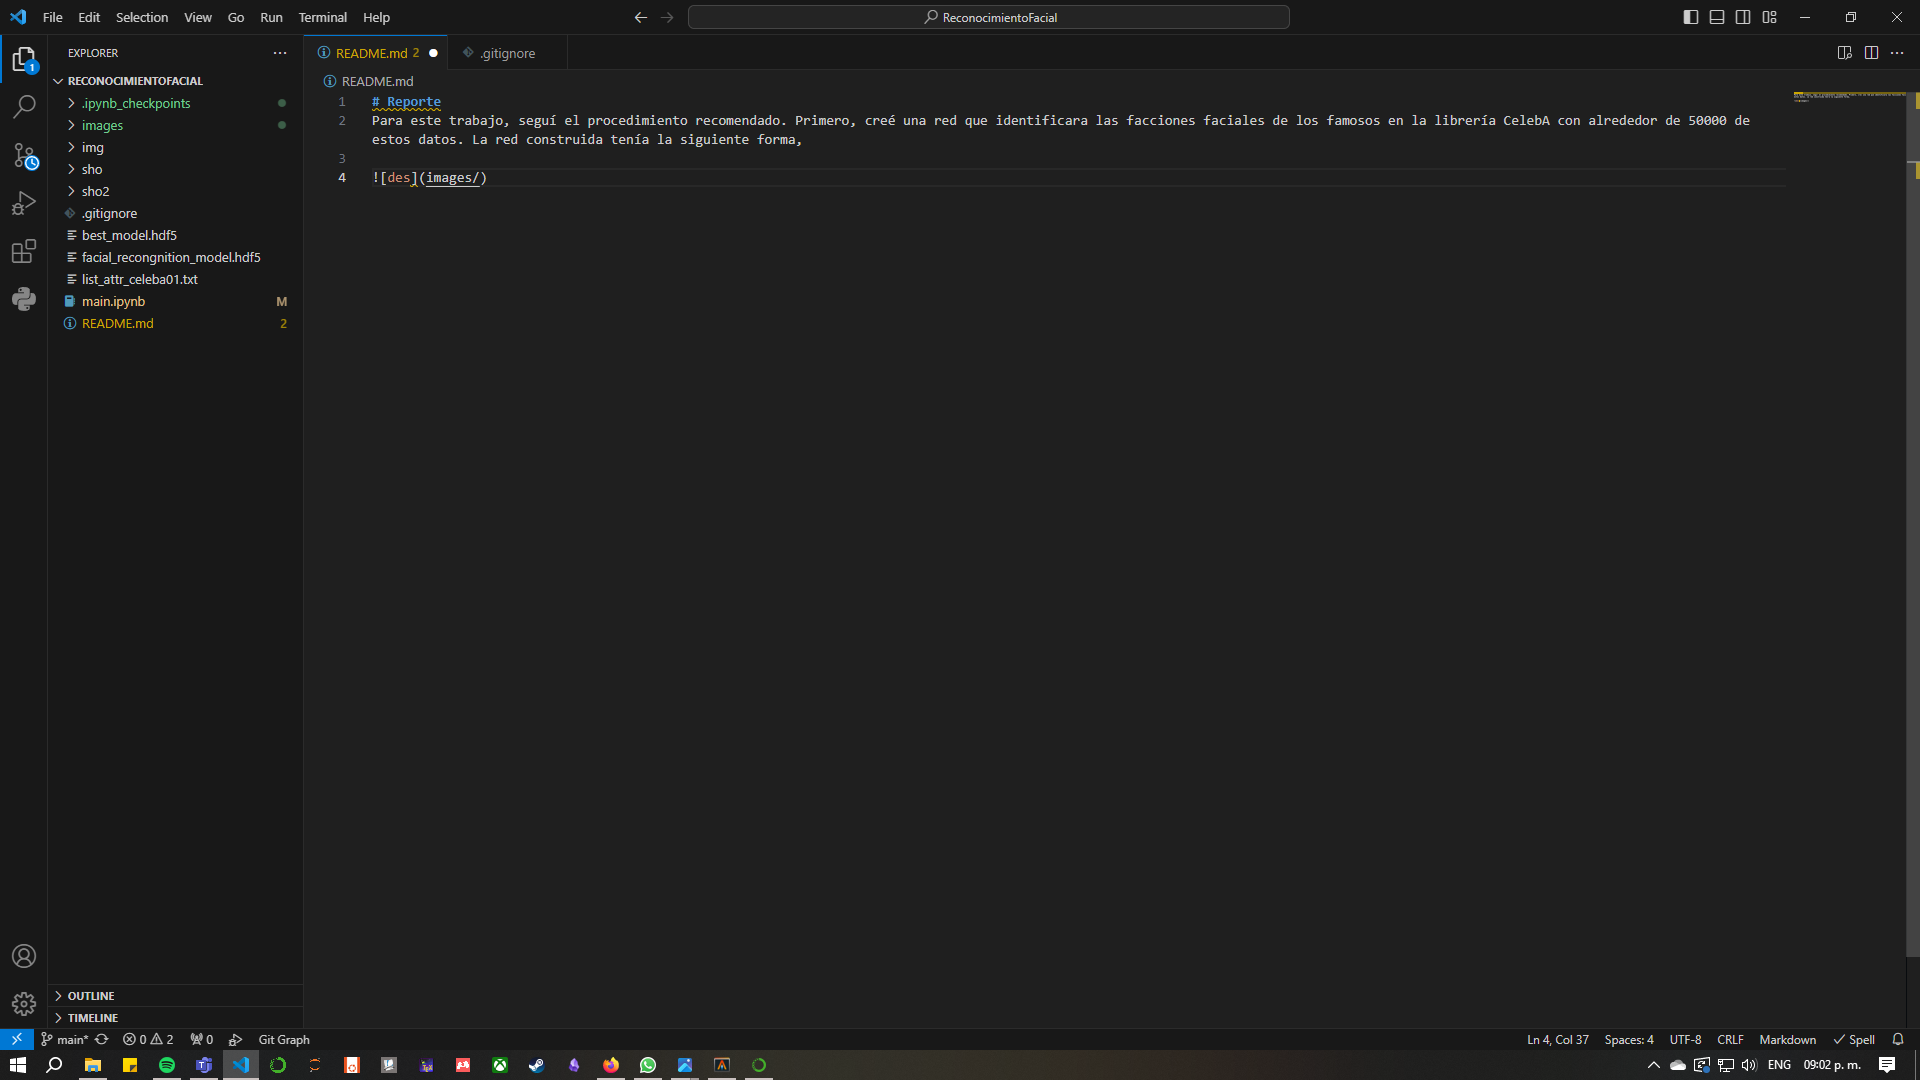 File Edit Selection View Go Run Terminal Help
ReconocimientoFacial
EXPLORER
RECONOCIMIENTOFACIAL
.ipynb_checkpoints
images
img
sho
sho2
.gitignore
best_model.hdf5
facial_recongnition_model.hdf5
list_attr_celeba01.txt
main.ipynb M
README.md 2
OUTLINE
TIMELINE
README.md 2
.gitignore
README.md
1 # Reporte
2 Para este trabajo, seguí el procedimiento recomendado. Primero, creé una red que identificara las facciones faciales de los famosos en la librería CelebA con alrededor de 50000 de
estos datos. La red construida tenía la siguiente forma,
3
4 ![des](images/)
1
main* 0 2 0 Git Graph
Ln 4, Col 37 Spaces: 4 UTF-8 CRLF Markdown Spell
ENG 09:02 p. m.